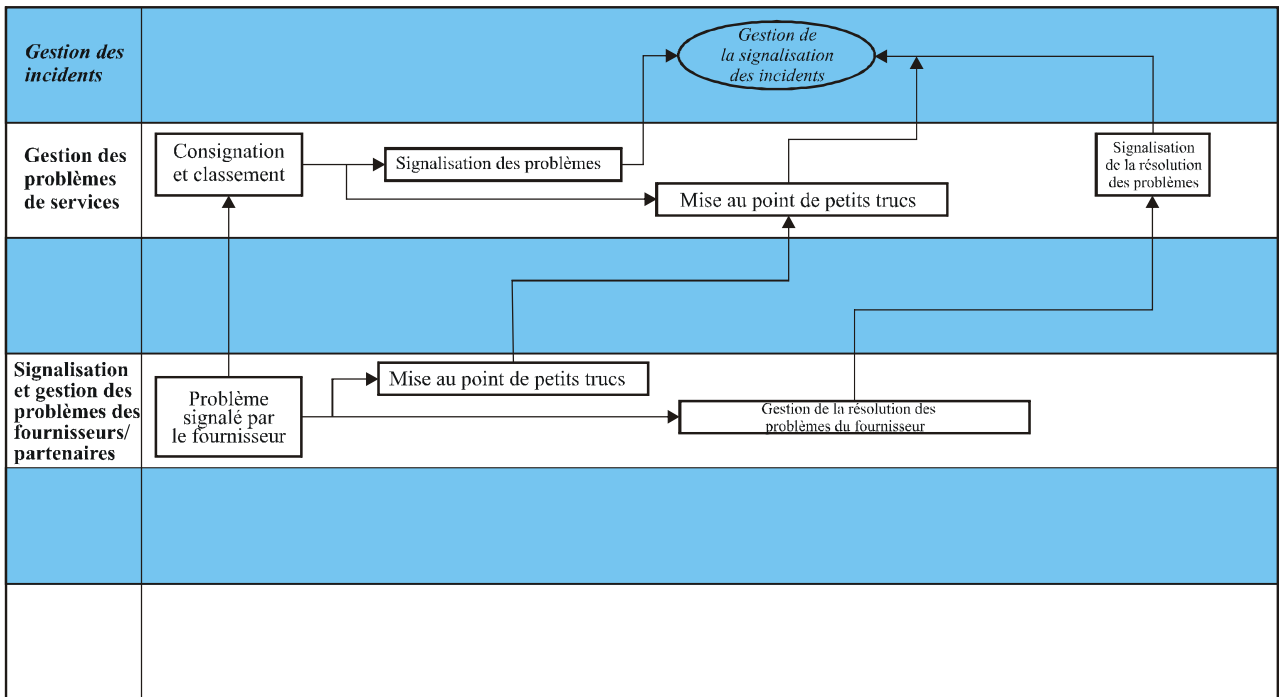 Gestion des
incidents
Gestion de
la signalisation
des incidents
Gestion des
problèmes
de services
Consignation
et classement
Signalisation des problèmes
Mise au point de petits trucs
Signalisation
de la résolution
des problèmes
Signalisation
et gestion des
problèmes des
fournisseurs/
partenaires
Problème
signalé par
le fournisseur
Mise au point de petits trucs
Gestion de la résolution des
problèmes du fournisseur